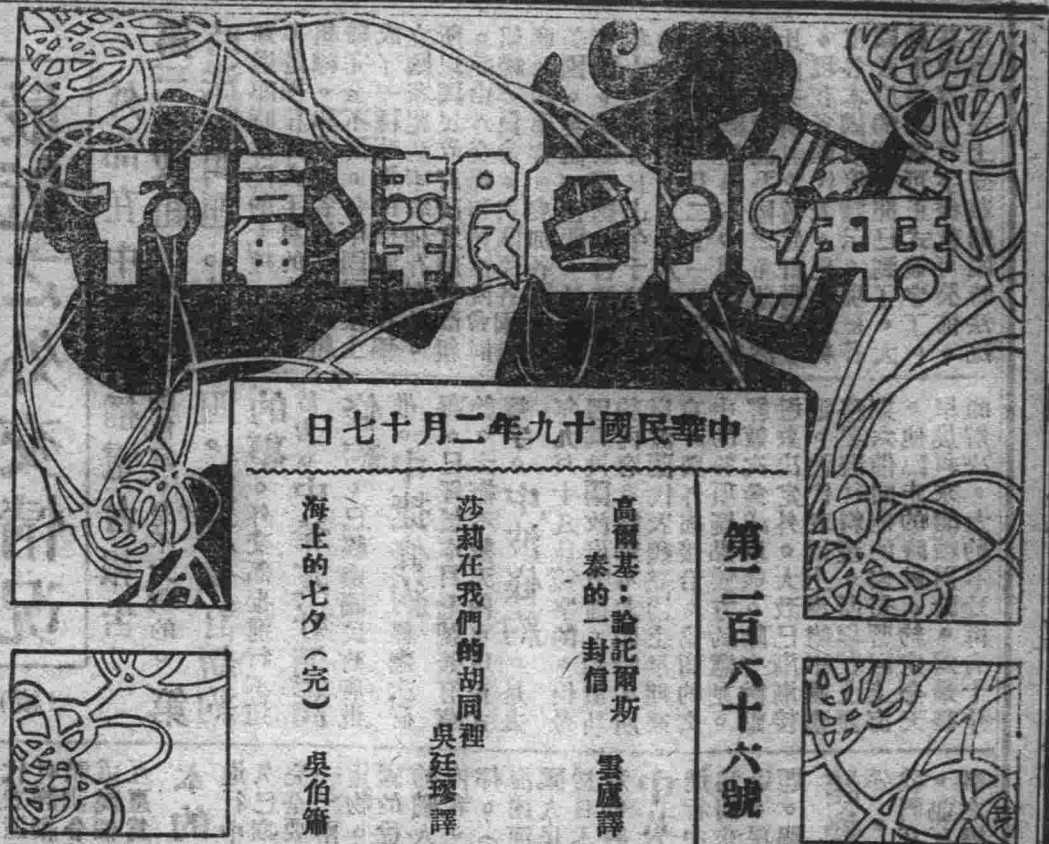 華北日報副刊
中華民國十九年二月十七日
第二百六十六號
高爾基:論託爾斯
泰的一封信 雲廬譯
莎莉在我們的胡同裡
吳廷璆譯
海上的七夕(完) 吳伯簫